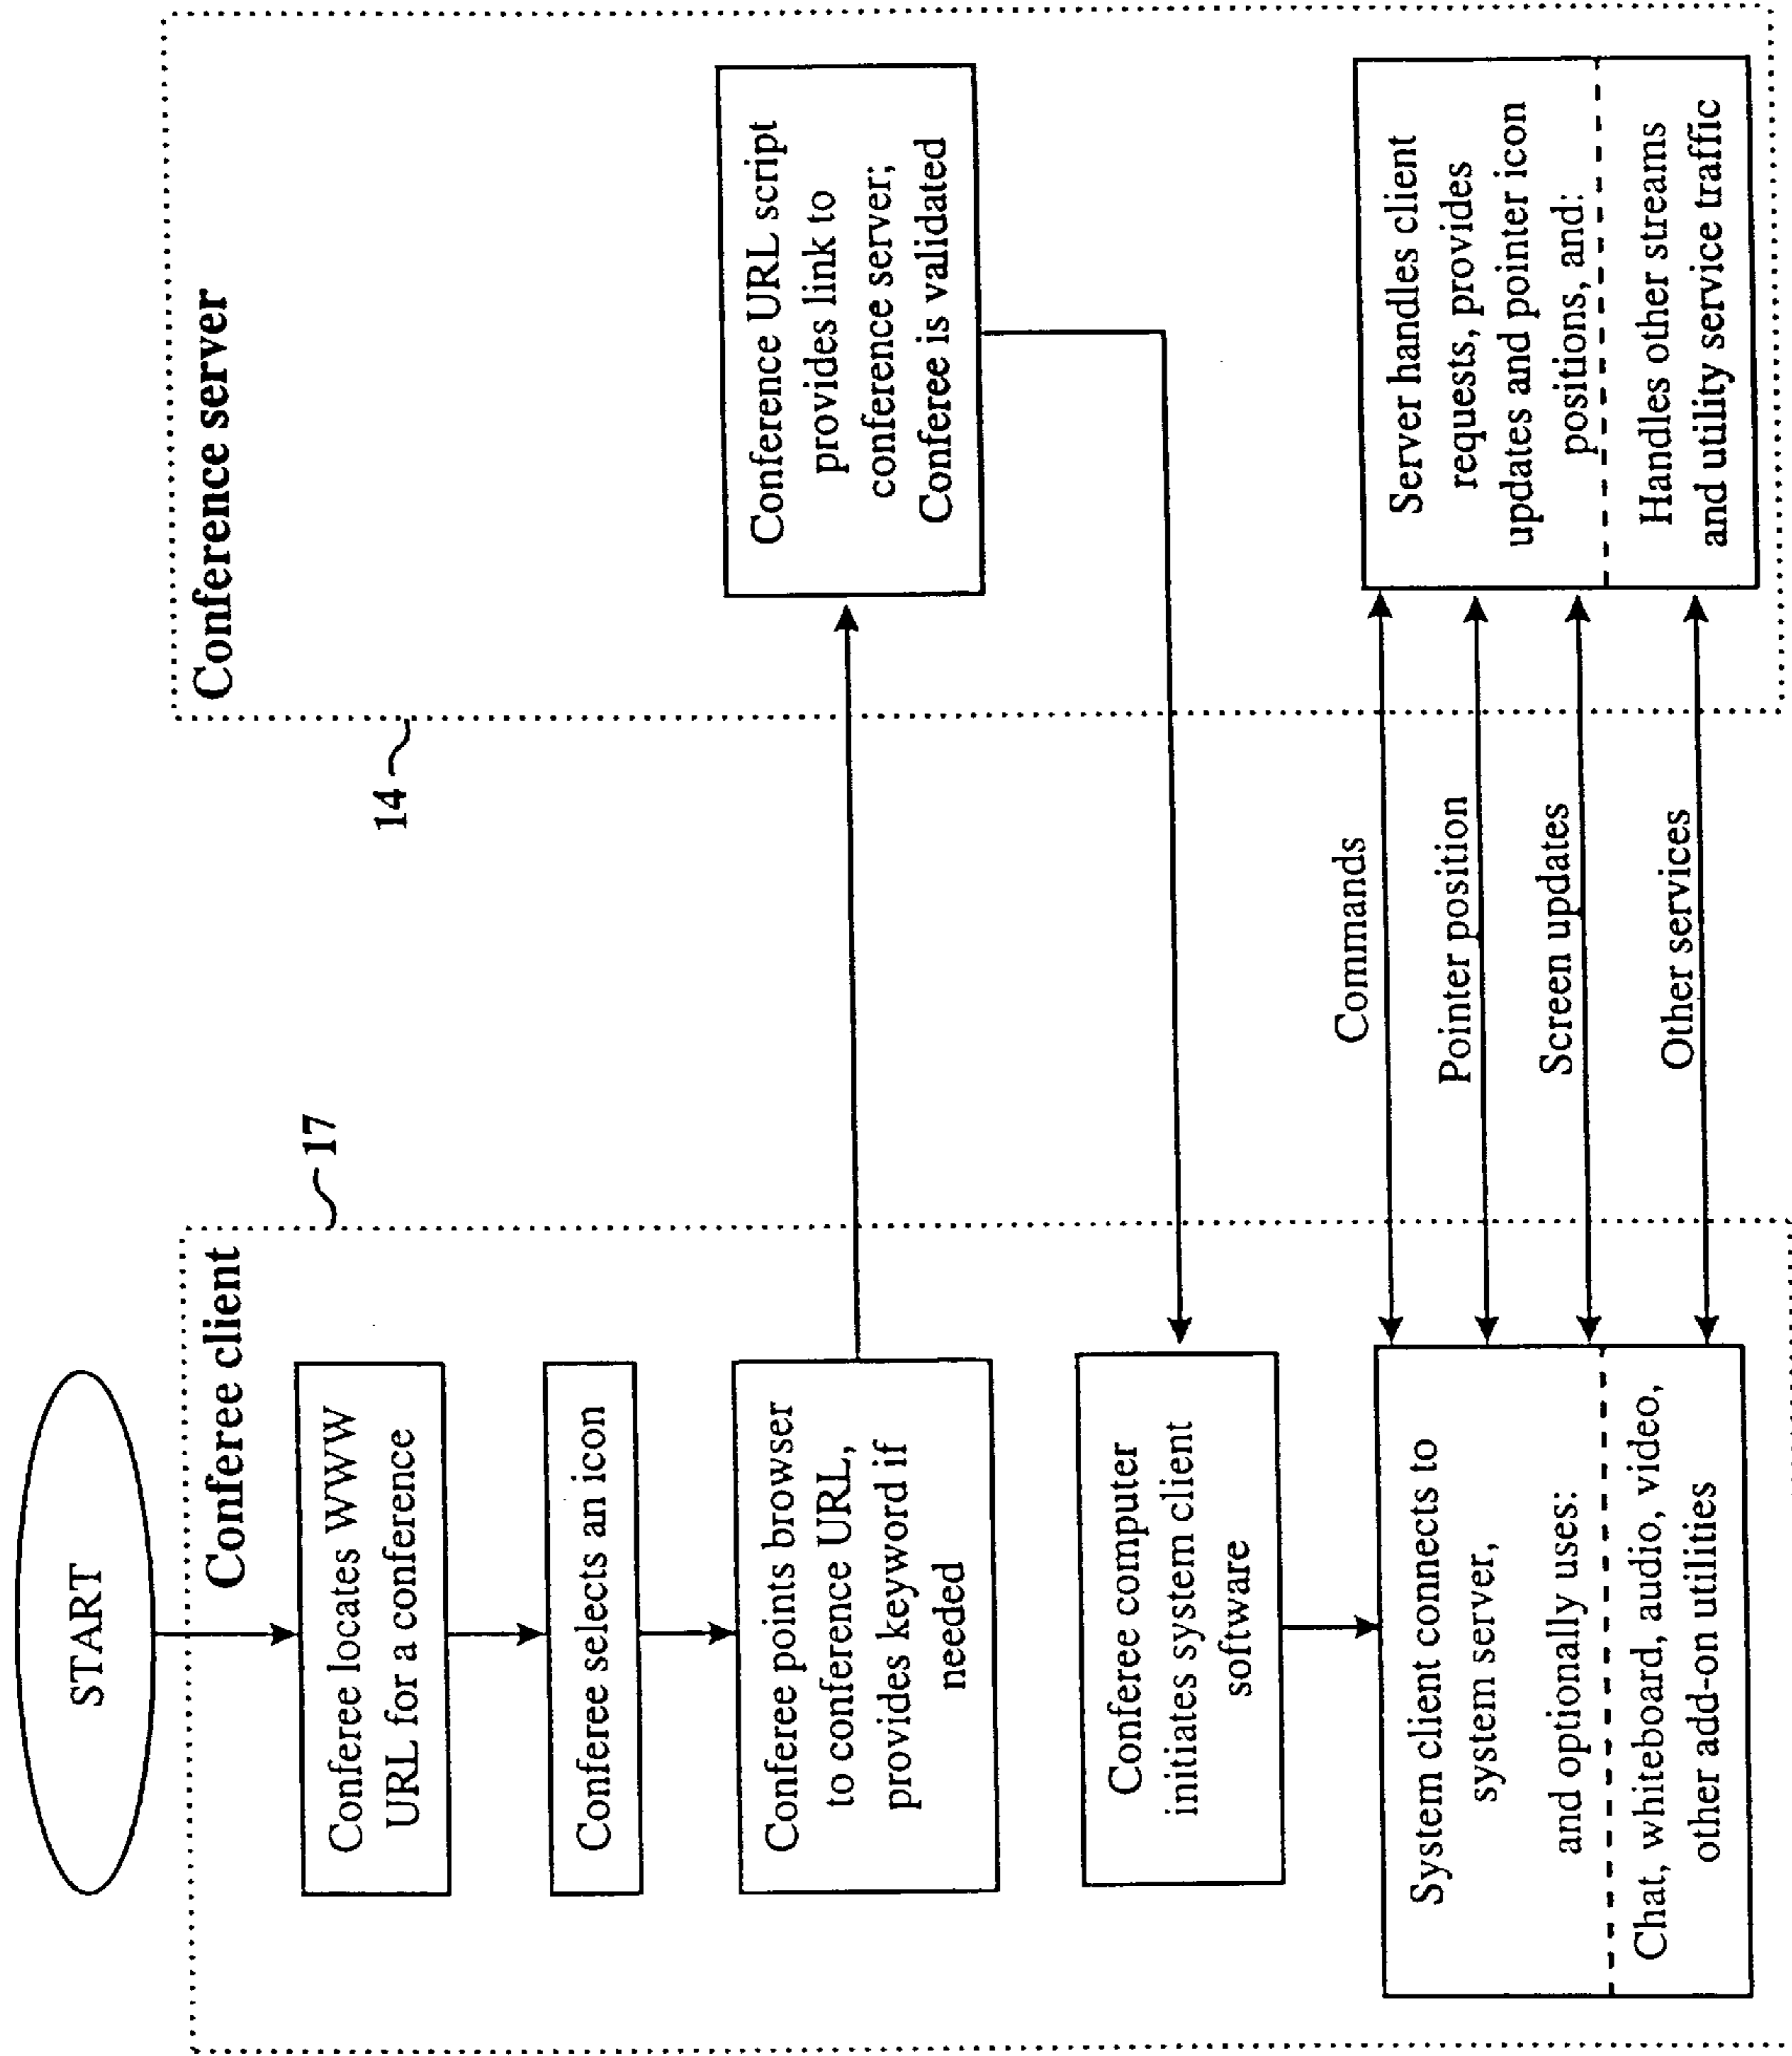 START
Conferee client
17
Conferee locates WWW
URL for a conference
Conferee selects an icon
Conferee points browser
to conference URL,
provides keyword if
needed
Conferee computer
initiates system client
software
System client connects to
system server,
and optionally uses:
Chat, whiteboard, audio, video,
other add-on utilities
14
Conference server
Conference URL script
provides link to
conference server;
Conferee is validated
Commands
Pointer position
Screen updates
Other services
Server handles client
requests, provides
updates and pointer icon
positions, and:
Handles other streams
and utility service traffic